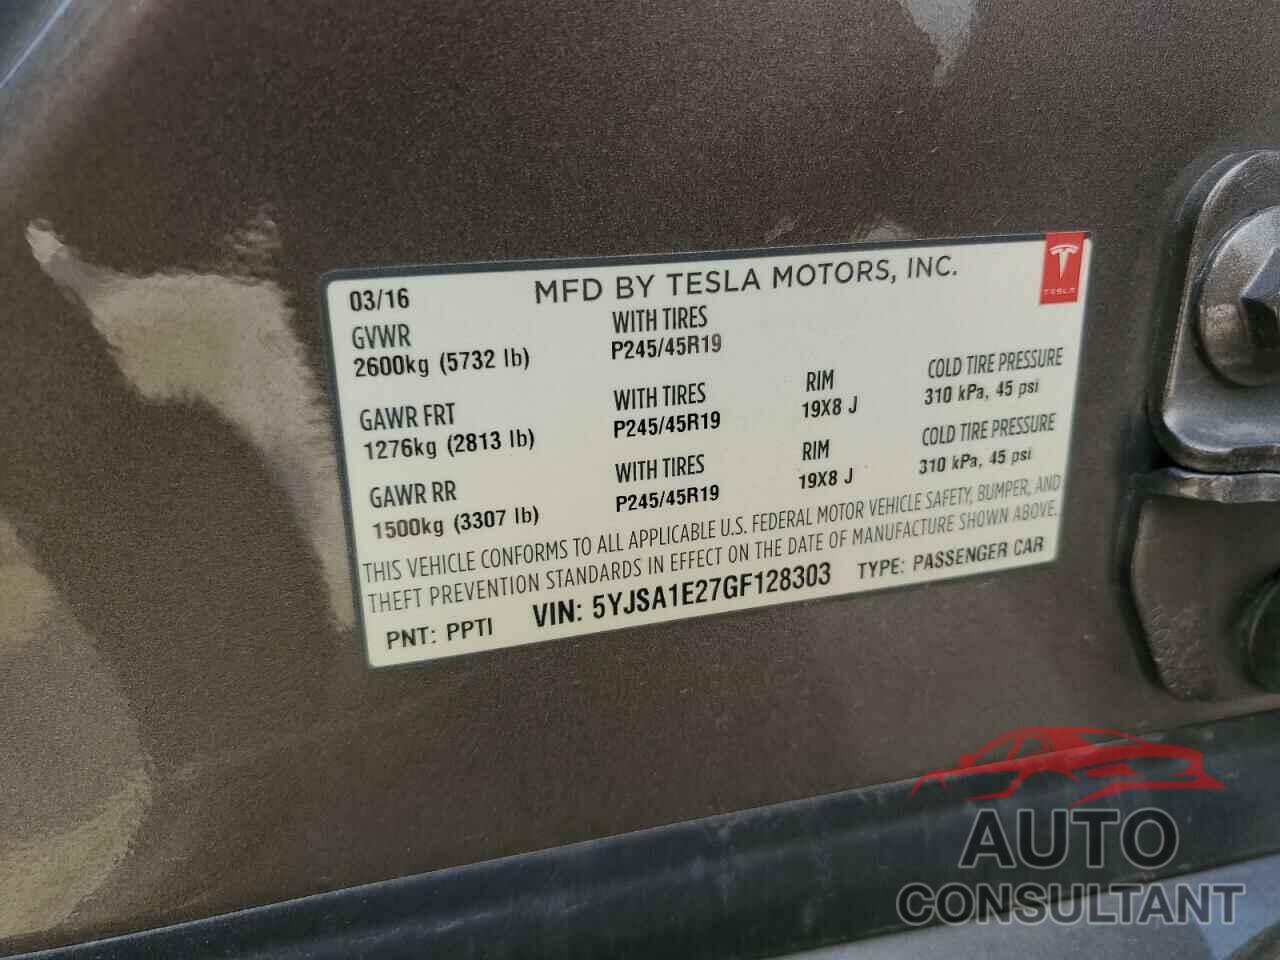 03/16 MFD BY TESLA MOTORS, INC.
TESLA
GVWR WITH TIRES
2600kg (5732 lb) P245/45R19
GAWR FRT WITH TIRES RIM COLD TIRE PRESSURE
1276kg (2813 lb) P245/45R19 19X8 J 310 kPa, 45 psi
GAWR RR WITH TIRES RIM COLD TIRE PRESSURE
1500kg (3307 lb) P245/45R19 19X8 J 310 kPa, 45 psi
THIS VEHICLE CONFORMS TO ALL APPLICABLE U.S. FEDERAL MOTOR VEHICLE SAFETY, BUMPER, AND
THEFT PREVENTION STANDARDS IN EFFECT ON THE DATE OF MANUFACTURE SHOWN ABOVE.
PNT: PPTI VIN: 5YJSA1E27GF128303 TYPE: PASSENGER CAR
AUTO
CONSULTANT